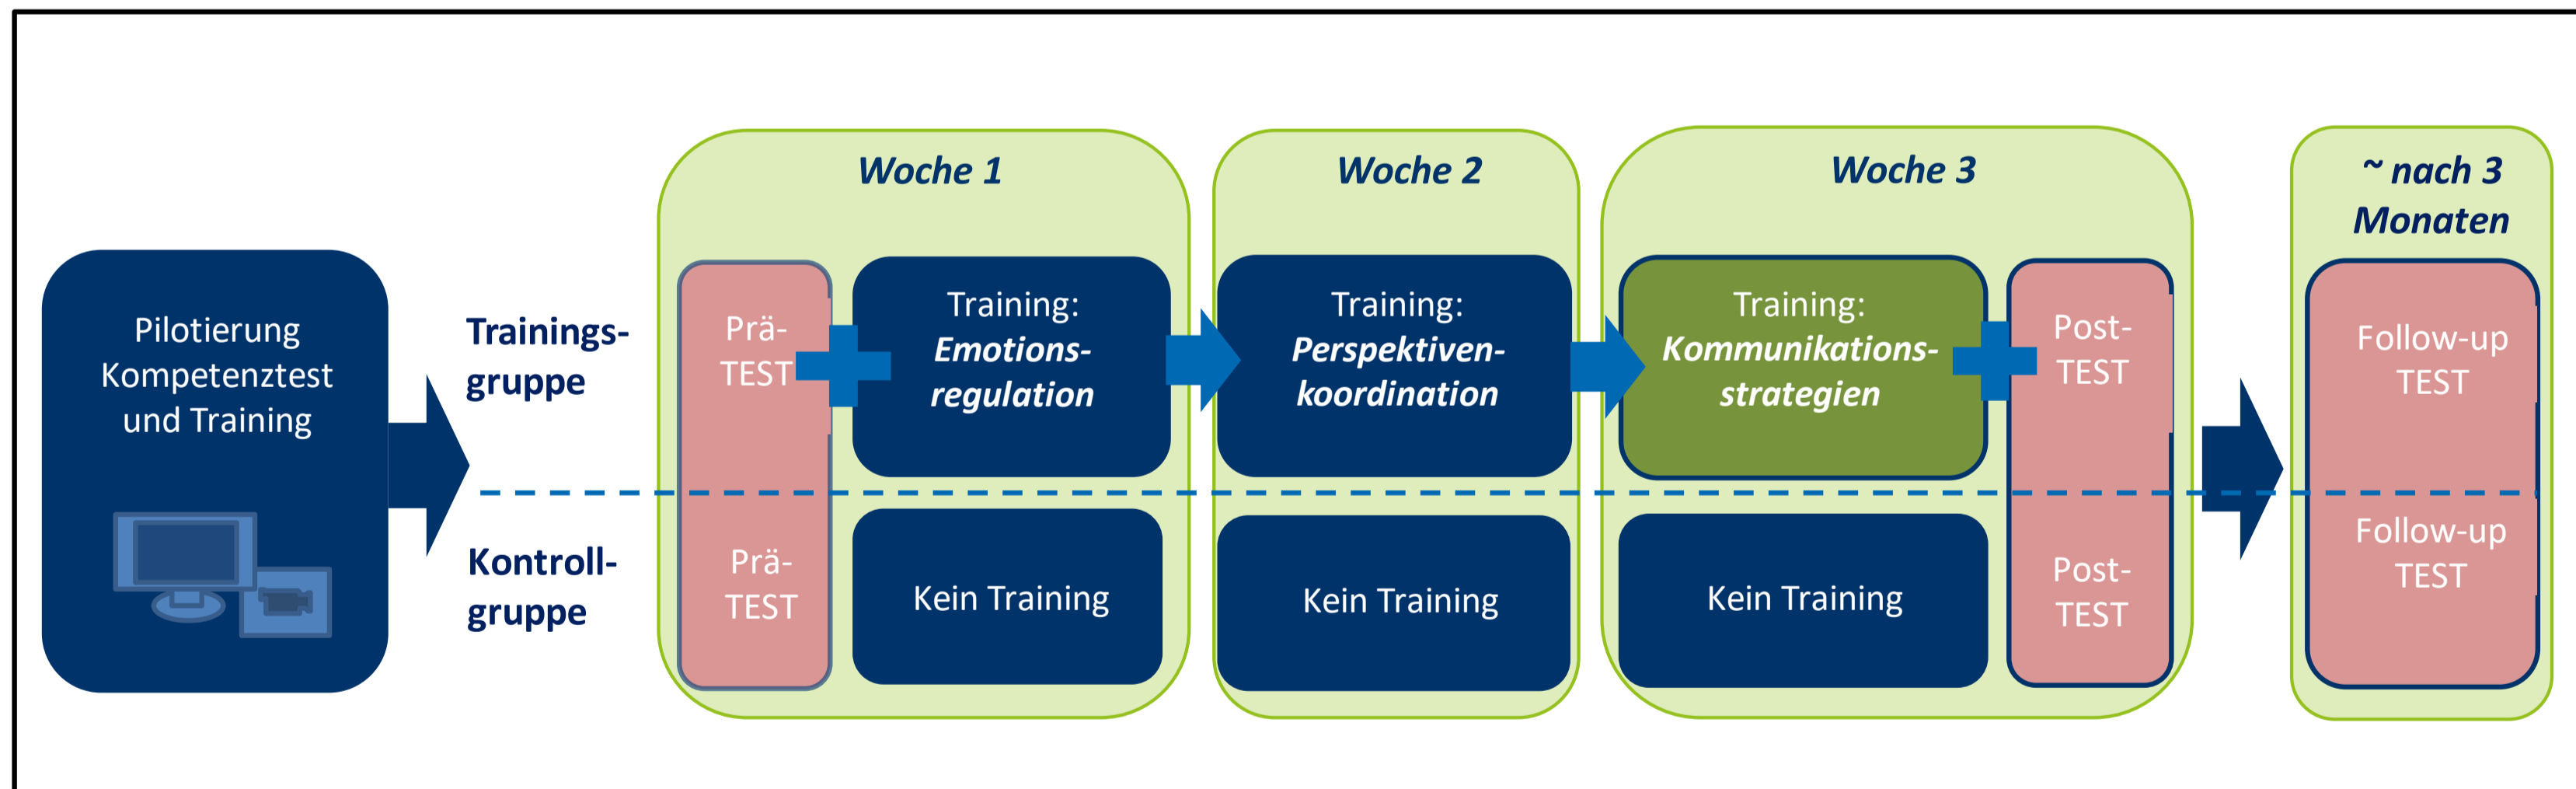 Pilotierung
Kompetenztest
und Training
Trainings-
gruppe
Kontroll-
gruppe
Woche 1
Prä-
TEST
Training:
Emotions-
regulation
Prä-
TEST
Kein Training
Woche 2
Training:
Perspektiven-
koordination
Kein Training
Woche 3
Training:
Kommunikations-
strategien
Post-
TEST
Kein Training
Post-
TEST
~ nach 3
Monaten
Follow-up
TEST
Follow-up
TEST